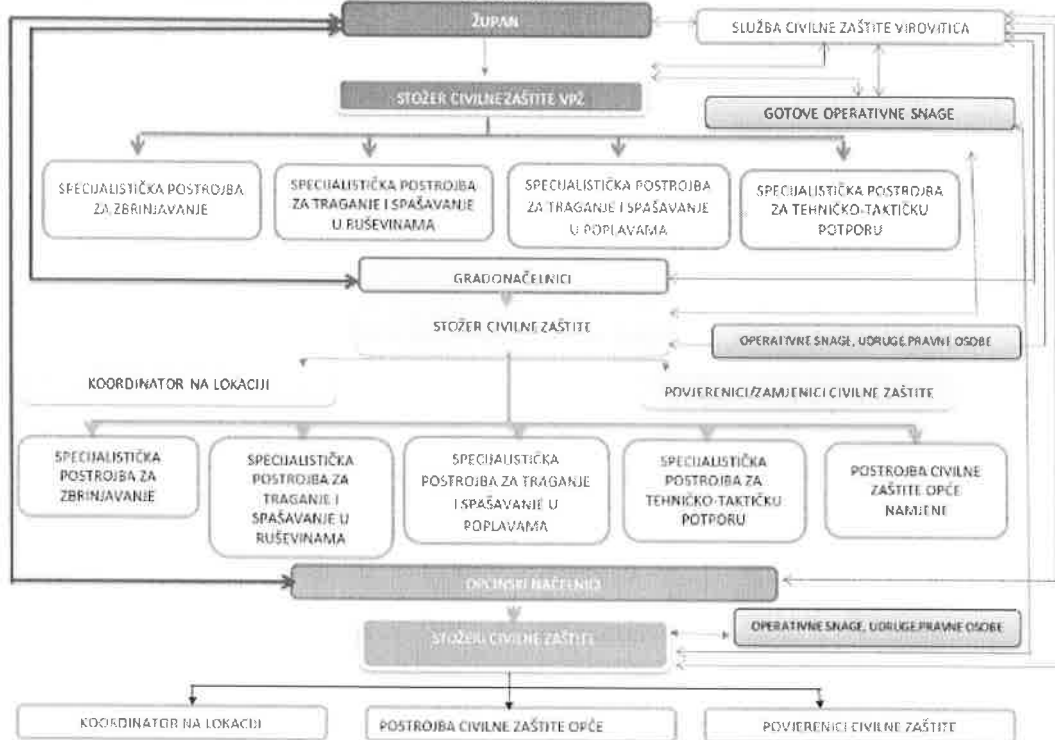 ŽUPAN
SLUŽBA CIVILNE ZAŠTITE VIROVITICA
STOŽER CIVILNE ZAŠTITE VPŽ
GOTOVE OPERATIVNE SNAGE
SPECIJALISTIČKA POSTROJBA
ZA ZBRINJAVANJE
SPECIJALISTIČKA POSTROJBA
ZA TRAGANJE I SPAŠAVANJE
U RUŠEVINAMA
SPECIJALISTIČKA POSTROJBA
ZA TRAGANJE I SPAŠAVANJE
U POPLAVAMA
SPECIJALISTIČKA POSTROJBA
ZA TEHNIČKO-TAKTIČKU
POTPORU
GRADONAČELNICI
STOŽER CIVILNE ZAŠTITE
OPERATIVNE SNAGE, UDRUGE,PRAVNE OSOBE
KOORDINATOR NA LOKACIJI
POVJERENICI/ZAMJENICI CIVILNE ZAŠTITE
SPECIJALISTIČKA
POSTROJBA ZA
ZBRINJAVANJE
SPECIJALISTIČKA
POSTROJBA ZA
TRAGANJE I
SPAŠAVANJE U
RUŠEVINAMA
SPECIJALISTIČKA
POSTROJBA ZA TRAGANJE
I SPAŠAVANJE U
POPLAVAMA
SPECIJALISTIČKA
POSTROJBA ZA
TEHNIČKO-TAKTIČKU
POTPORU
POSTROJBA CIVILNE
ZAŠTITE OPĆE
NAMJENE
OPĆINSKI NAČELNICI
STOŽERI CIVILNE ZAŠTITE
OPERATIVNE SNAGE, UDRUGE,PRAVNE OSOBE
KOORDINATOR NA LOKACIJI
POSTROJBA CIVILNE ZAŠTITE OPĆE
POVJERENICI CIVILNE ZAŠTITE